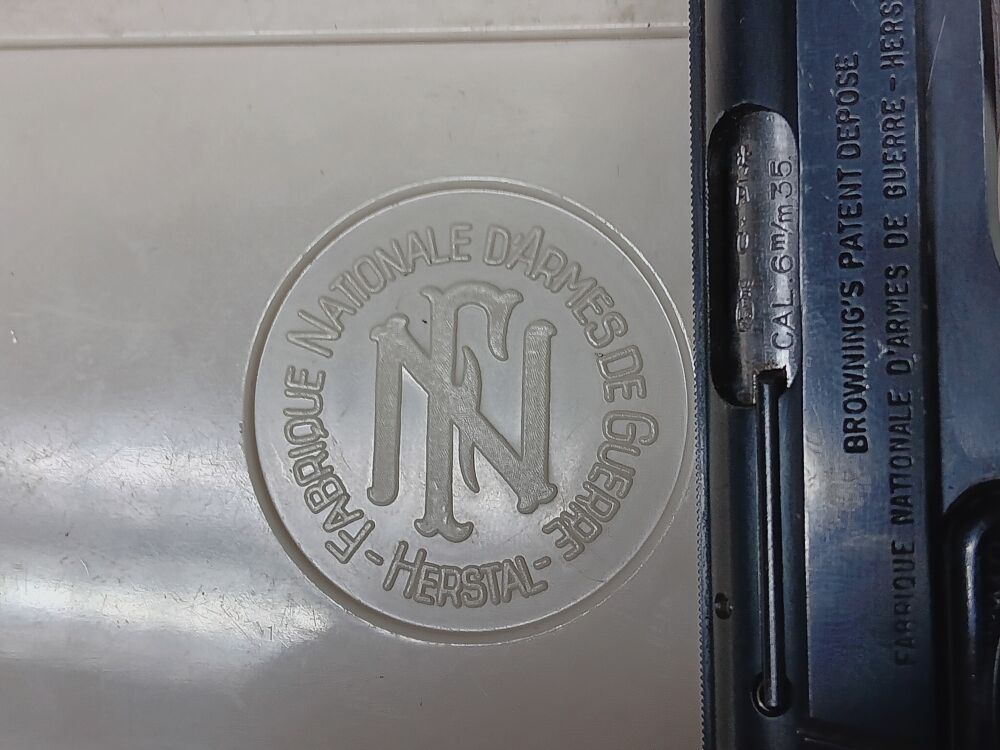 FABRIQUE NATIONALE D'ARMES DE GUERRE
- HERSTAL -
FN
CAL. 6m/m35.
BROWNING'S PATENT DEPOSE
FABRIQUE NATIONALE D'ARMES DE GUERRE - HERS